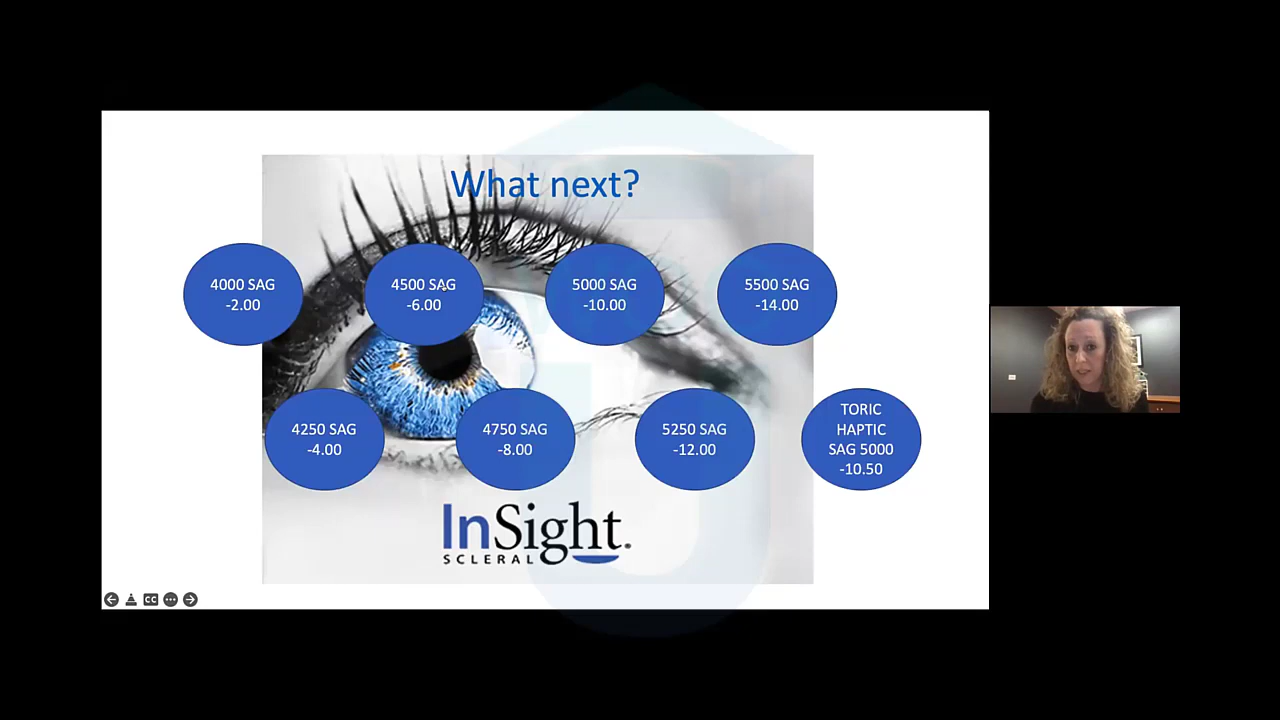 What next?
4000 SAG
-2.00
4500 SAG
-6.00
5000 SAG
-10.00
5500 SAG
-14.00
4250 SAG
-4.00
4750 SAG
-8.00
5250 SAG
-12.00
TORIC
HAPTIC
SAG 5000
-10.50
InSight®
SCLERAL
CC